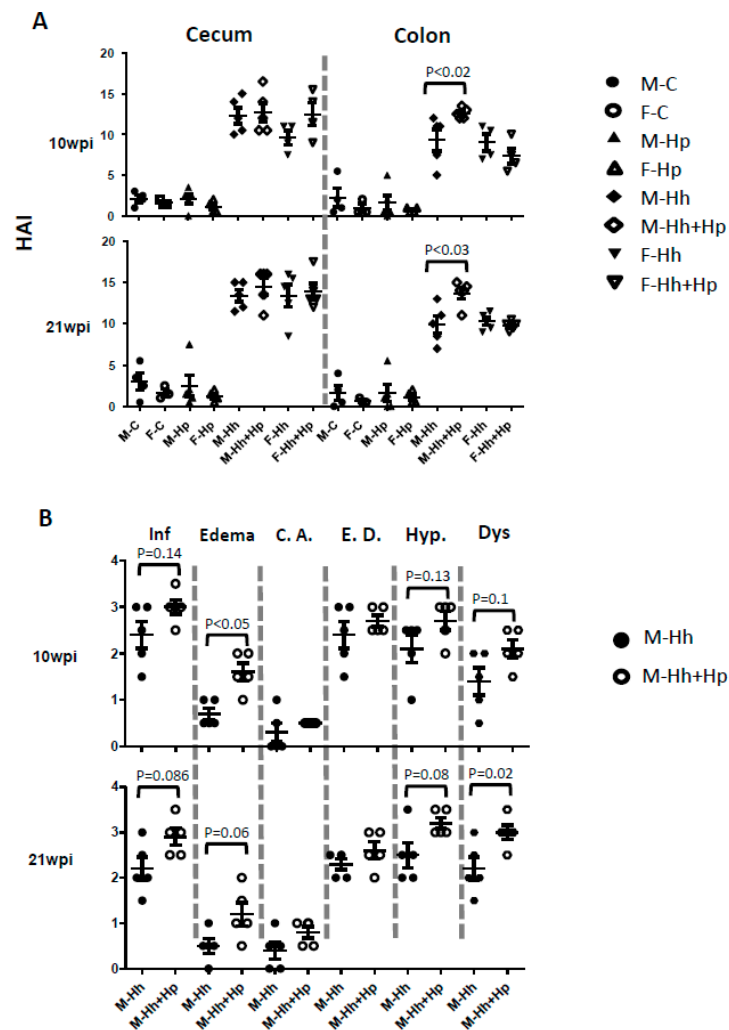 A
Cecum
Colon
HAI
10wpi
20
15
10
5
0
P<0.02
21wpi
20
15
10
5
0
P<0.03
M-C
F-C
M-Hp
F-Hp
M-Hh
M-Hh+Hp
F-Hh
F-Hh+Hp
M-C
F-C
M-Hp
F-Hp
M-Hh
M-Hh+Hp
F-Hh
F-Hh+Hp
M-C
F-C
M-Hp
F-Hp
M-Hh
M-Hh+Hp
F-Hh
F-Hh+Hp
B
Inf
Edema
C. A.
E. D.
Hyp.
Dys
10wpi
4
3
2
1
0
P=0.14
P<0.05
P=0.13
P=0.1
21wpi
4
3
2
1
0
P=0.086
P=0.06
P=0.08
P=0.02
M-Hh
M-Hh+Hp
M-Hh
M-Hh+Hp
M-Hh
M-Hh+Hp
M-Hh
M-Hh+Hp
M-Hh
M-Hh+Hp
M-Hh
M-Hh+Hp
M-Hh
M-Hh+Hp